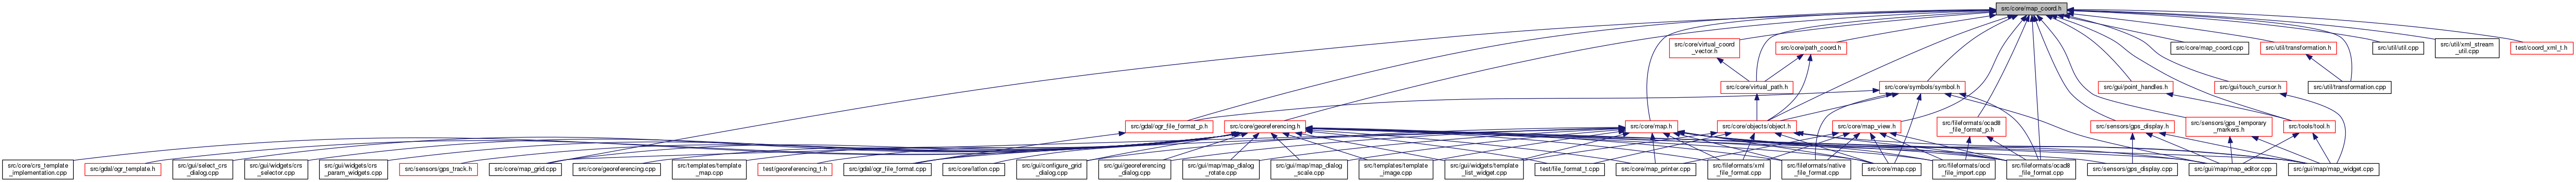 src/core/map_coord.h
src/core/virtual_coord
_vector.h
src/core/path_coord.h
src/core/map_coord.cpp
src/util/transformation.h
src/util/util.cpp
src/util/xml_stream
_util.cpp
test/coord_xml_t.h
src/core/virtual_path.h
src/core/symbols/symbol.h
src/gui/point_handles.h
src/gui/touch_cursor.h
src/util/transformation.cpp
src/gdal/ogr_file_format_p.h
src/core/georeferencing.h
src/core/map.h
src/core/objects/object.h
src/core/map_view.h
src/fileformats/ocad8
_file_format_p.h
src/sensors/gps_display.h
src/sensors/gps_temporary
_markers.h
src/tools/tool.h
src/core/crs_template
_implementation.cpp
src/gdal/ogr_template.h
src/gui/select_crs
_dialog.cpp
src/gui/widgets/crs
_selector.cpp
src/gui/widgets/crs
_param_widgets.cpp
src/sensors/gps_track.h
src/core/map_grid.cpp
src/core/georeferencing.cpp
src/templates/template
_map.cpp
test/georeferencing_t.h
src/gdal/ogr_file_format.cpp
src/core/latlon.cpp
src/gui/configure_grid
_dialog.cpp
src/gui/georeferencing
_dialog.cpp
src/gui/map/map_dialog
_rotate.cpp
src/gui/map/map_dialog
_scale.cpp
src/templates/template
_image.cpp
src/gui/widgets/template
_list_widget.cpp
test/file_format_t.cpp
src/core/map_printer.cpp
src/fileformats/xml
_file_format.cpp
src/fileformats/native
_file_format.cpp
src/core/map.cpp
src/fileformats/ocd
_file_import.cpp
src/fileformats/ocad8
_file_format.cpp
src/sensors/gps_display.cpp
src/gui/map/map_editor.cpp
src/gui/map/map_widget.cpp